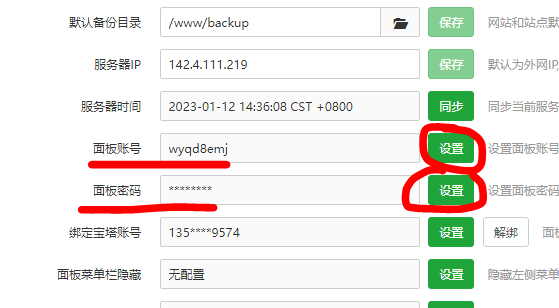 默认备份目录 /www/backup 保存 网站和站点默
服务器IP 142.4.111.219 保存 默认为外网IP,
服务器时间 2023-01-12 14:36:08 CST +0800 同步 同步当前服务
面板账号 wyqd8emj 设置 设置面板账号
面板密码 ******** 设置 设置面板密码
绑定宝塔账号 135****9574 设置 解绑 面
面板菜单栏隐藏 无配置 设置 隐藏左侧菜单